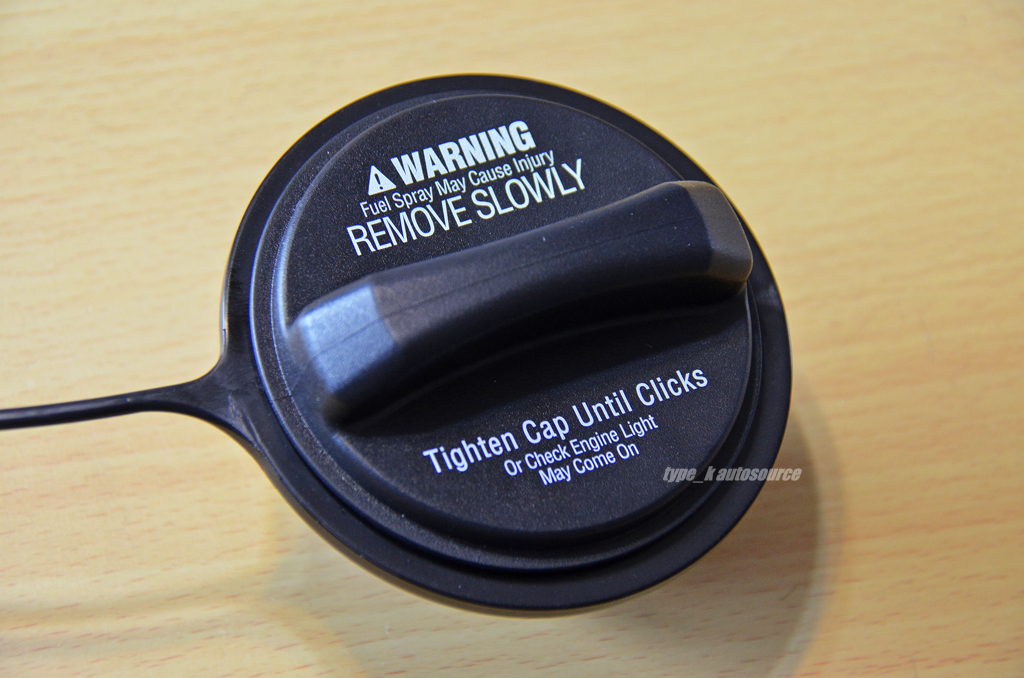 WARNING
Fuel Spray May Cause Injury
REMOVE SLOWLY
Tighten Cap Until Clicks
Or Check Engine Light
May Come On
type_k autosource